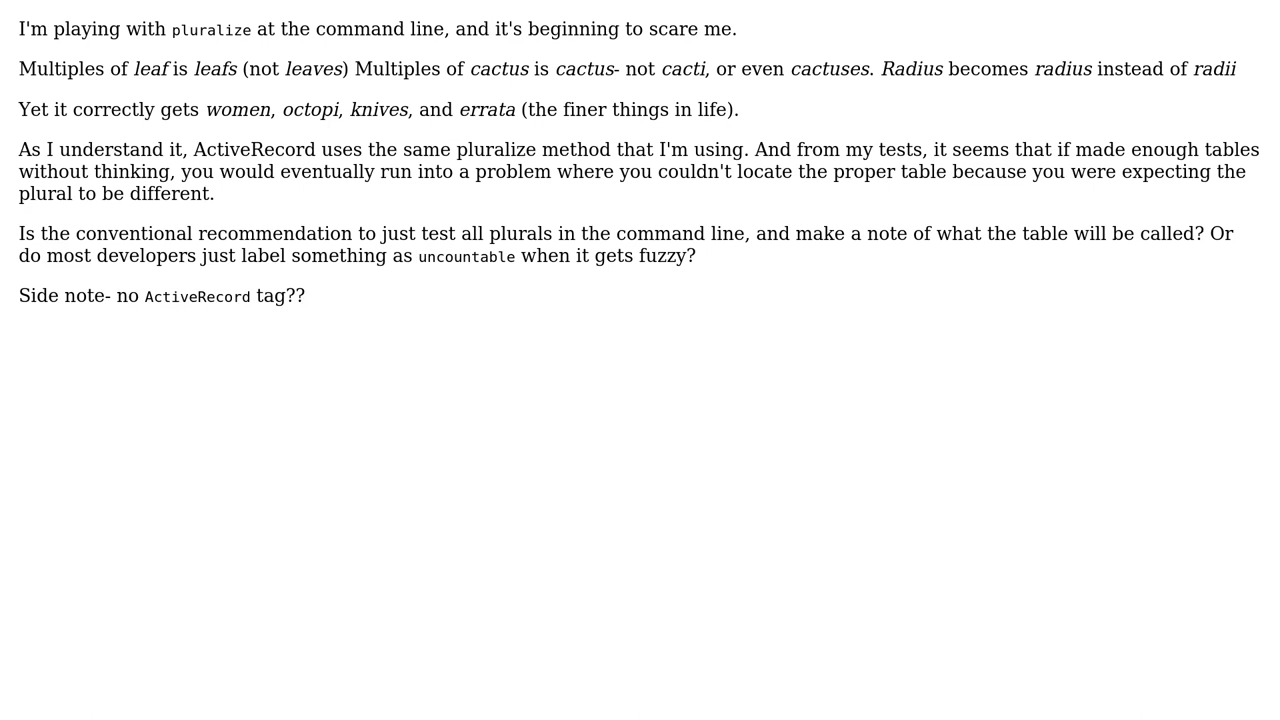 I'm playing with pluralize at the command line, and it's beginning to scare me.
Multiples of leaf is leafs (not leaves) Multiples of cactus is cactus- not cacti, or even cactuses. Radius becomes radius instead of radii
Yet it correctly gets women, octopi, knives, and errata (the finer things in life).
As I understand it, ActiveRecord uses the same pluralize method that I'm using. And from my tests, it seems that if made enough tables
without thinking, you would eventually run into a problem where you couldn't locate the proper table because you were expecting the
plural to be different.
Is the conventional recommendation to just test all plurals in the command line, and make a note of what the table will be called? Or
do most developers just label something as uncountable when it gets fuzzy?
Side note- no ActiveRecord tag??